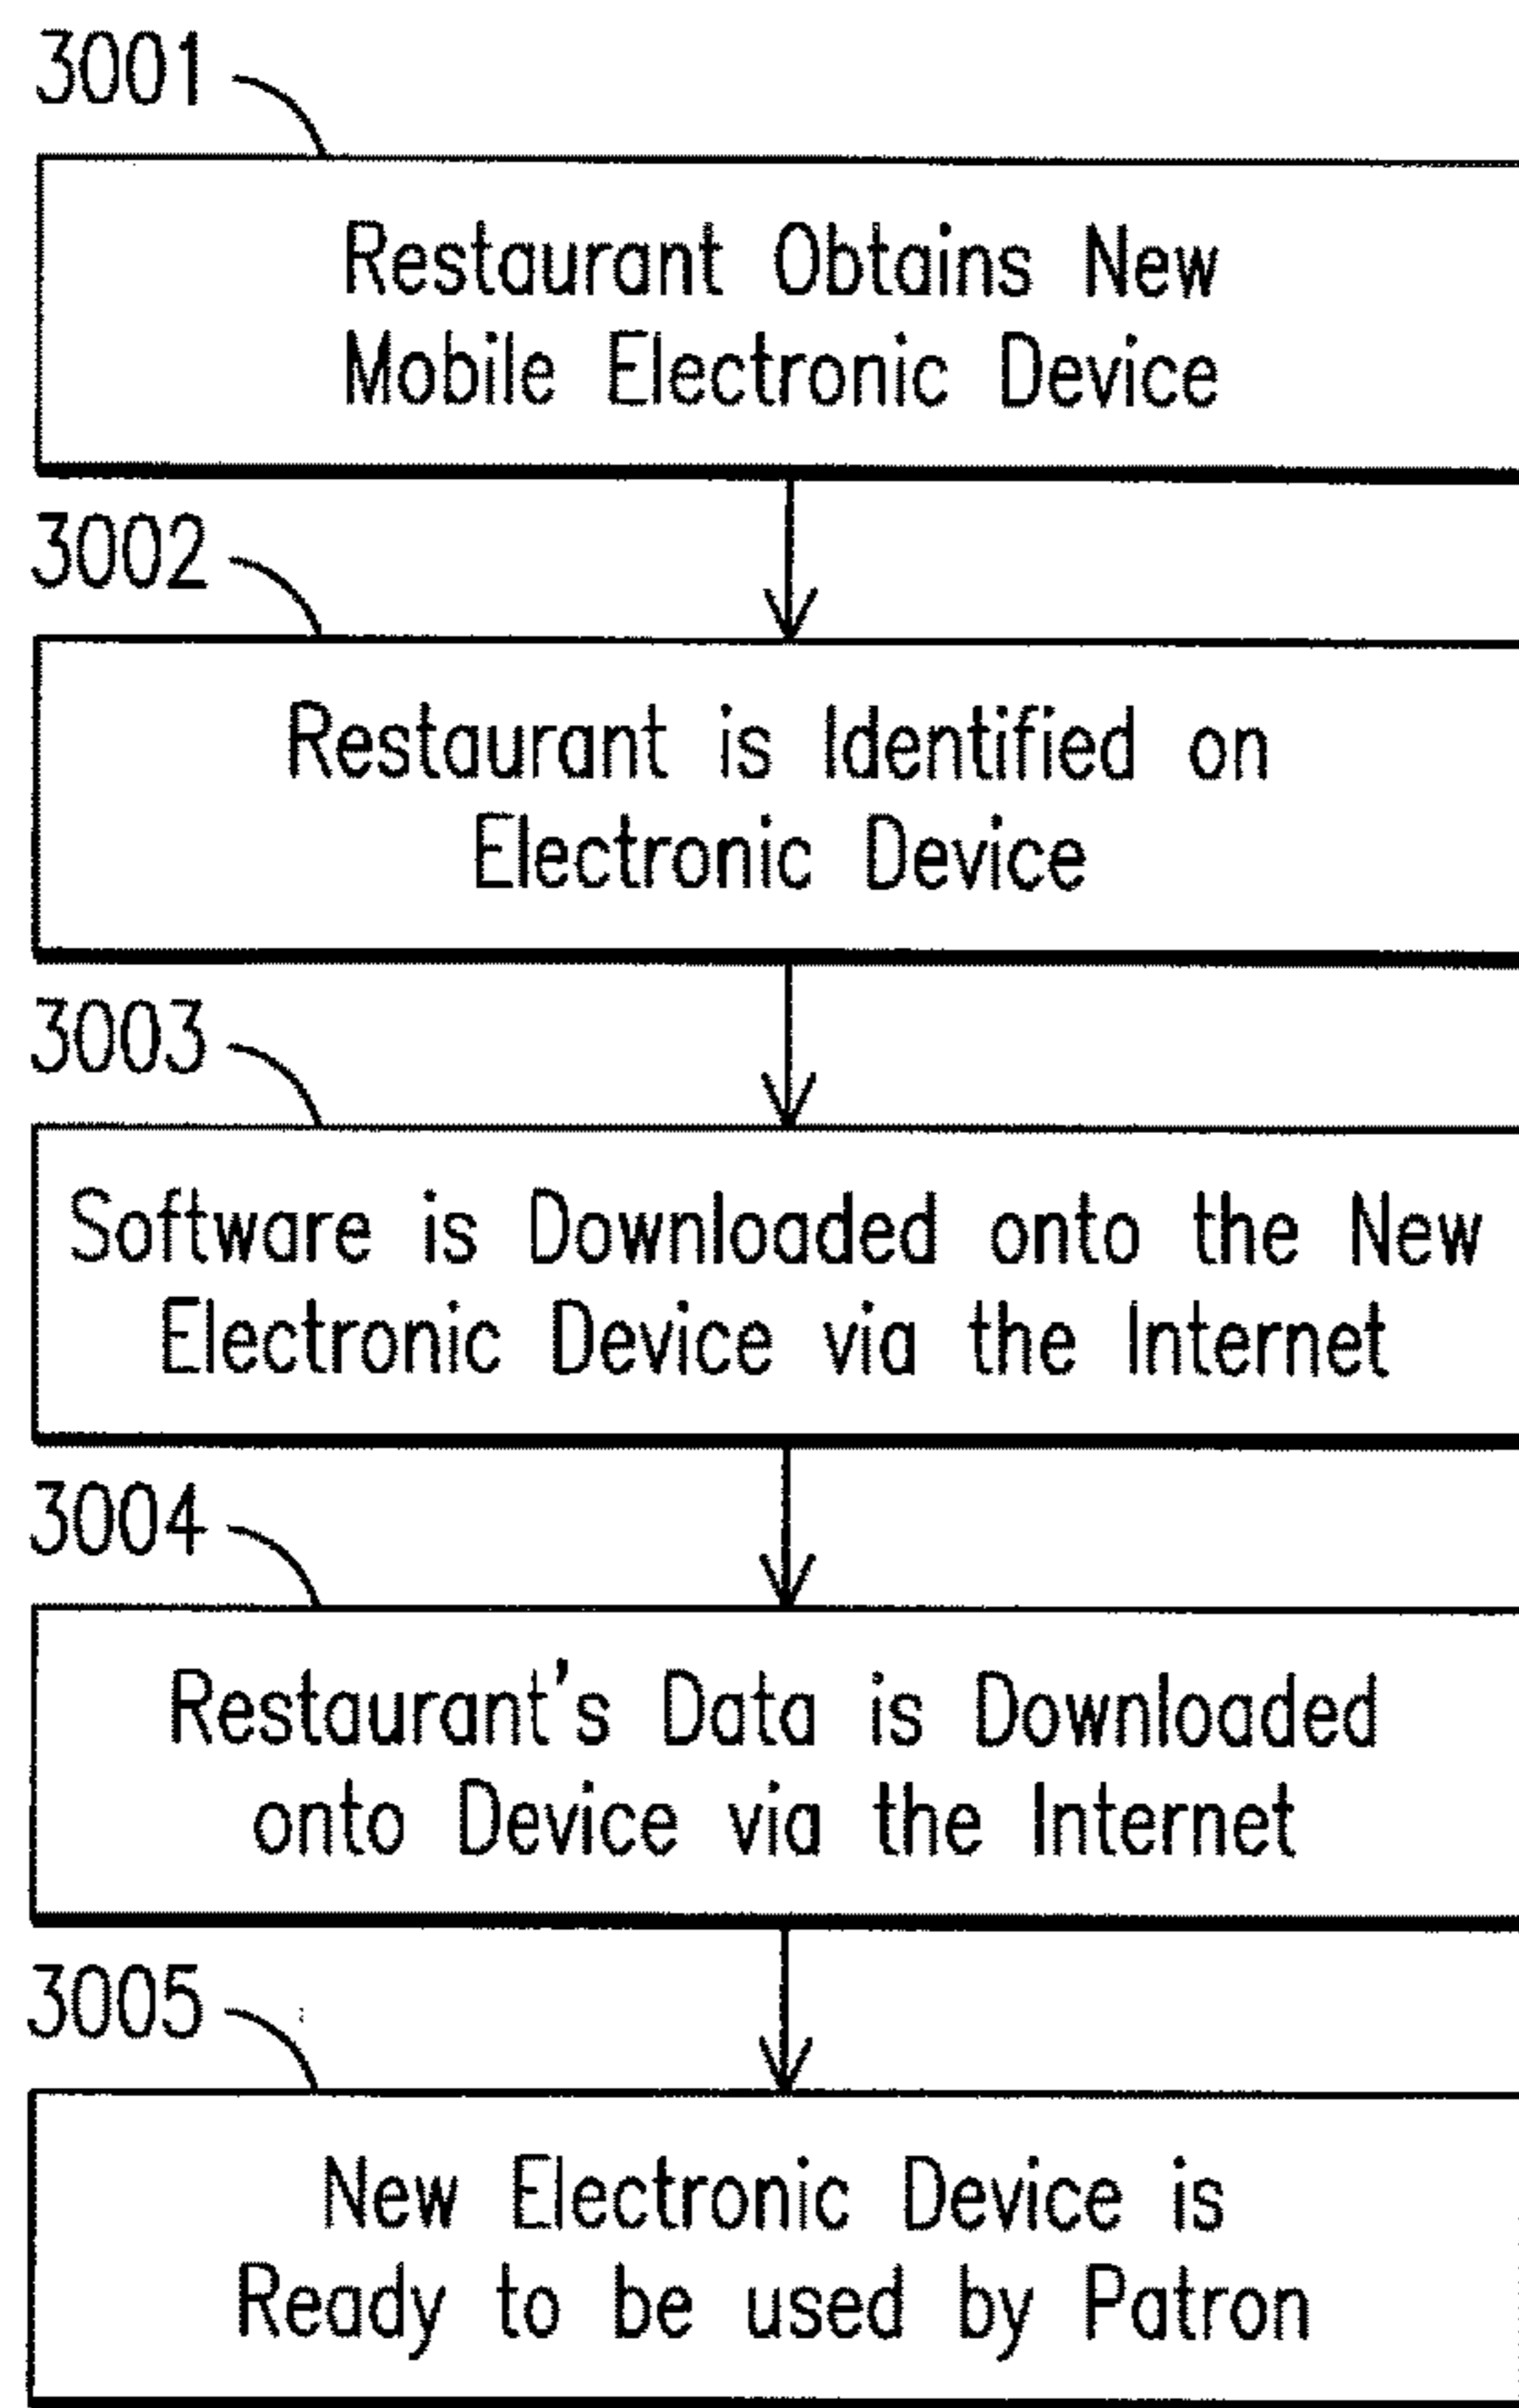 3001
Restaurant Obtains New
Mobile Electronic Device
3002
Restaurant is Identified on
Electronic Device
3003
Software is Downloaded onto the New
Electronic Device via the Internet
3004
Restaurant's Data is Downloaded
onto Device via the Internet
3005
New Electronic Device is
Ready to be used by Patron